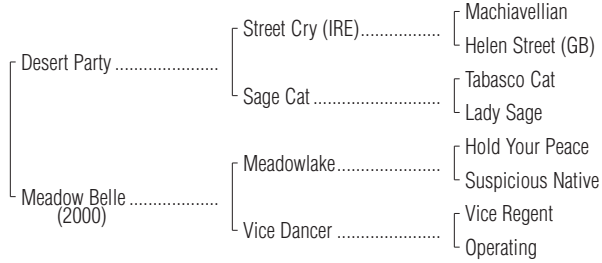 Machiavellian
Street Cry (IRE)..................
Helen Street (GB)
Desert Party .......................
Tabasco Cat
Sage Cat ............................
Lady Sage
Hold Your Peace
Meadowlake.......................
Suspicious Native
Meadow Belle ....................
(2000)
Vice Regent
Vice Dancer .......................
Operating